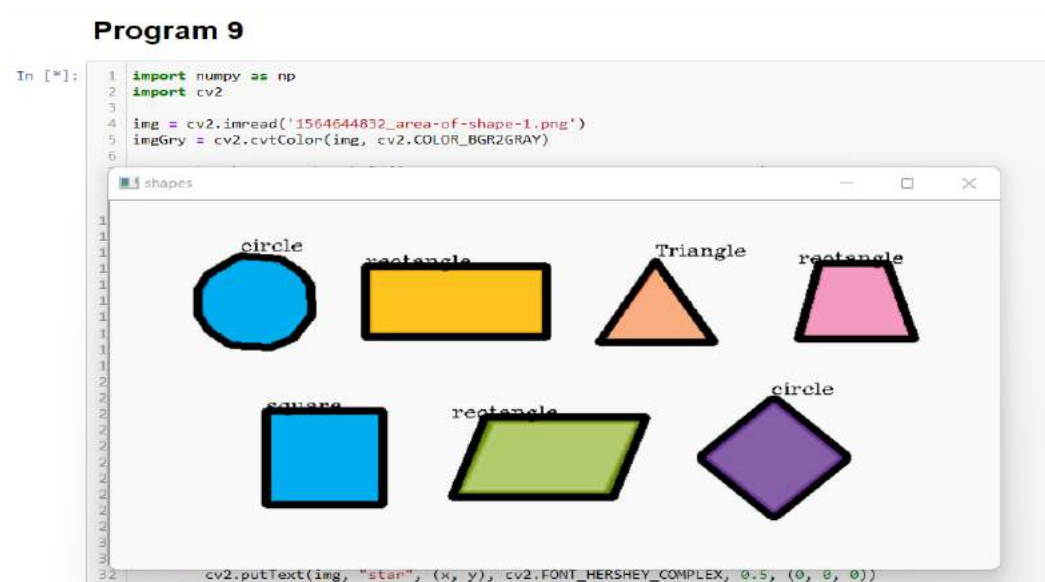 Program 9
In [*]:
1 import numpy as np
2 import cv2
3
4 img = cv2.imread('1564644832_area-of-shape-1.png')
5 imgGry = cv2.cvtColor(img, cv2.COLOR_BGR2GRAY)
6
shapes
circle
rectangle
Triangle
rectangle
square
rectangle
circle
32 cv2.putText(img, "star", (x, y), cv2.FONT_HERSHEY_COMPLEX, 0.5, (0, 0, 0))